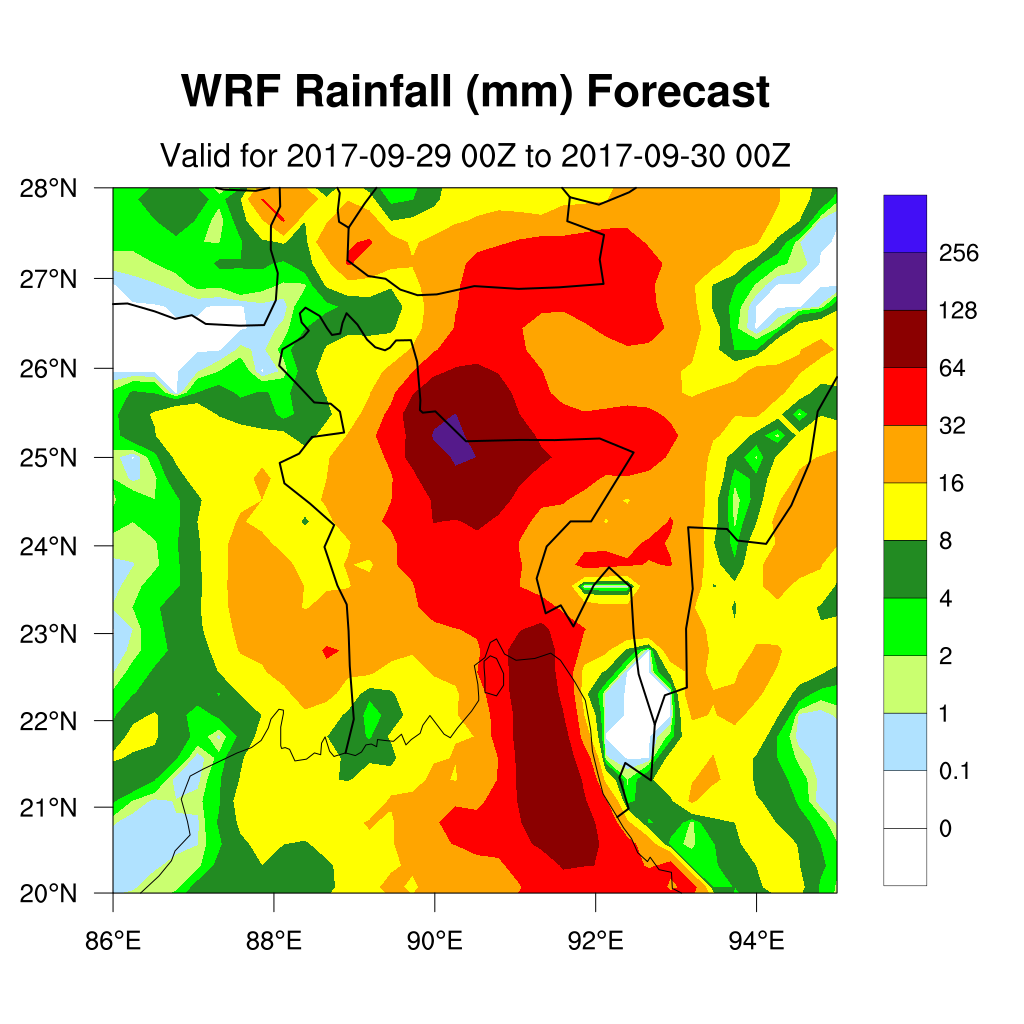 WRF Rainfall (mm) Forecast
Valid for 2017-09-29 00Z to 2017-09-30 00Z
28°N
27°N
26°N
25°N
24°N
23°N
22°N
21°N
20°N
86°E 88°E 90°E 92°E 94°E
256
128
64
32
16
8
4
2
1
0.1
0